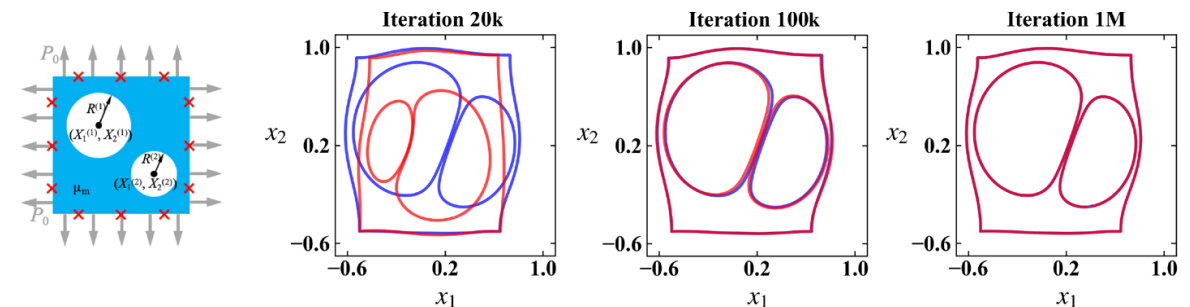 P₀
R⁽¹⁾
(X₁⁽¹⁾, X₂⁽¹⁾)
R⁽²⁾
(X₁⁽²⁾, X₂⁽²⁾)
μₘ
P₀
Iteration 20k
1.0
x₂
0.2
−0.6
−0.6 0.2 1.0
x₁
Iteration 100k
1.0
x₂
0.2
−0.6
−0.6 0.2 1.0
x₁
Iteration 1M
1.0
x₂
0.2
−0.6
−0.6 0.2 1.0
x₁